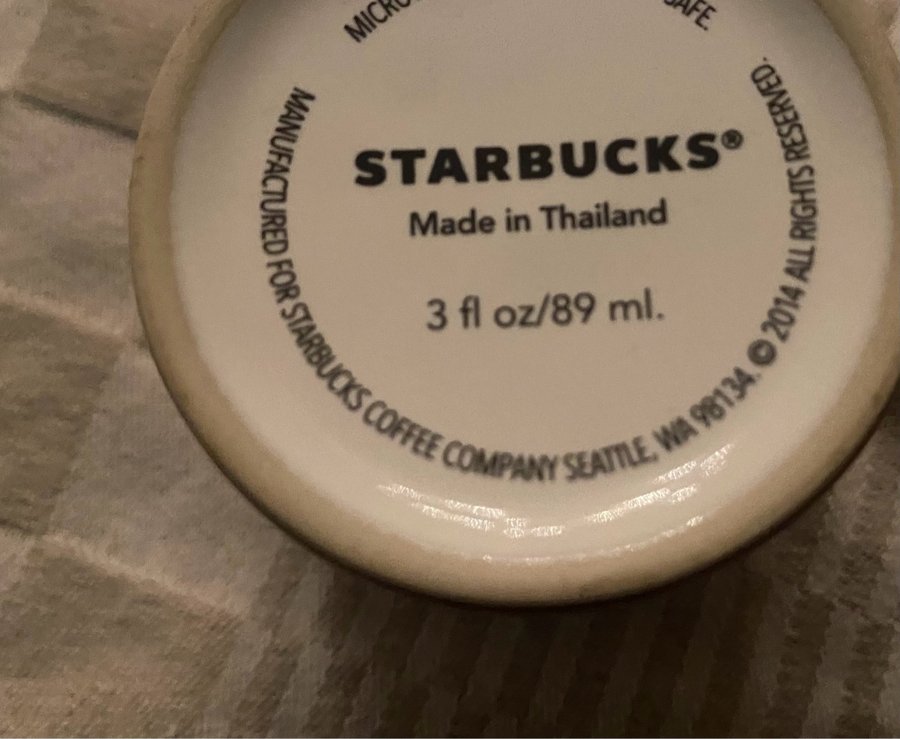 SAFE.
STARBUCKS®
Made in Thailand
3 fl oz/89 ml.
MANUFACTURED FOR STARBUCKS COFFEE COMPANY SEATTLE, WA 98134. © 2014 ALL RIGHTS RESERVED.